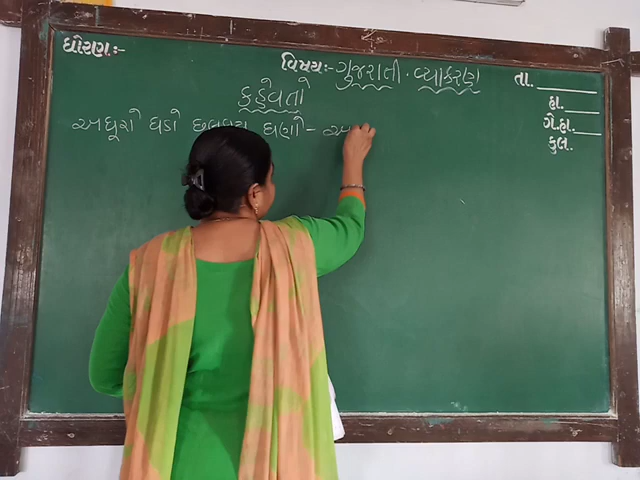 ધોરણ:-
વિષય:- ગુજરાતી વ્યાકરણ
તા.
હા.
ગે.હા.
કુલ.
કહેવતો
અધૂરો ઘડો છલકાય ઘણો - અ